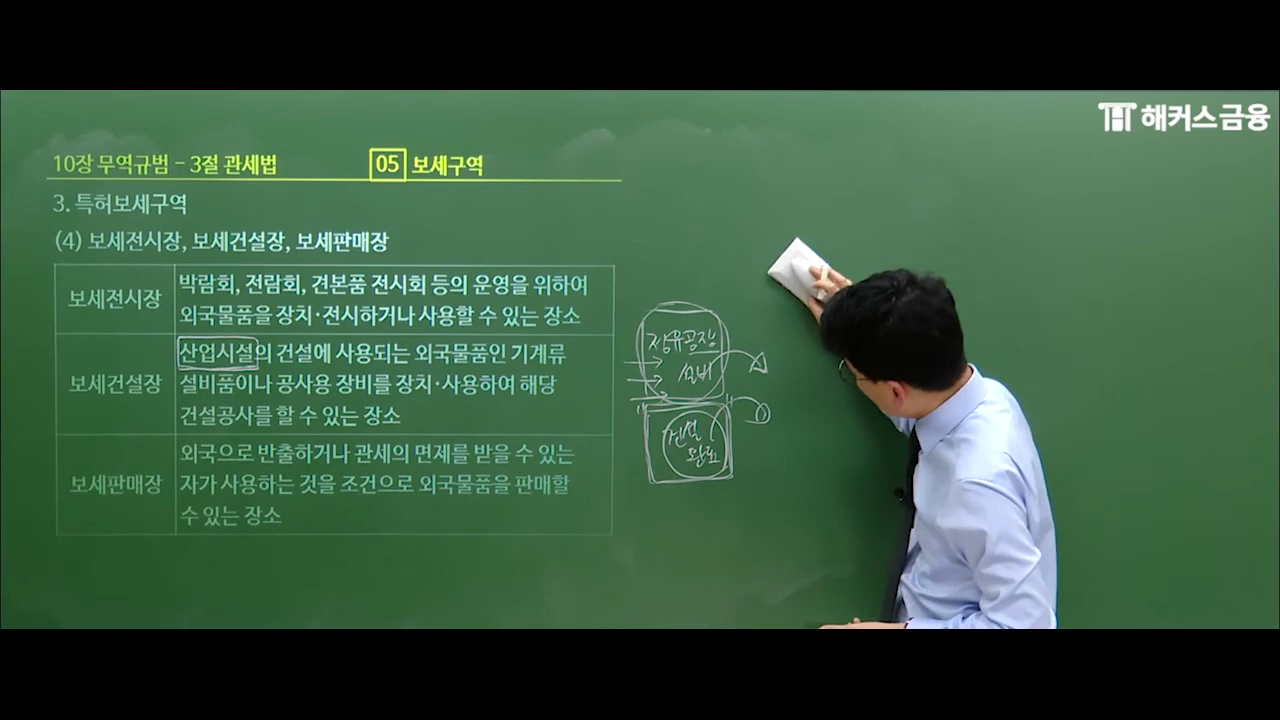 해커스금융
10장 무역규범 - 3절 관세법
05 보세구역
3. 특허보세구역
(4) 보세전시장, 보세건설장, 보세판매장
보세전시장
박람회, 전람회, 견본품 전시회 등의 운영을 위하여
외국물품을 장치·전시하거나 사용할 수 있는 장소
보세건설장
산업시설의 건설에 사용되는 외국물품인 기계류
설비품이나 공사용 장비를 장치·사용하여 해당
건설공사를 할 수 있는 장소
보세판매장
외국으로 반출하거나 관세의 면제를 받을 수 있는
자가 사용하는 것을 조건으로 외국물품을 판매할
수 있는 장소
정유공장
설비
건설
완료